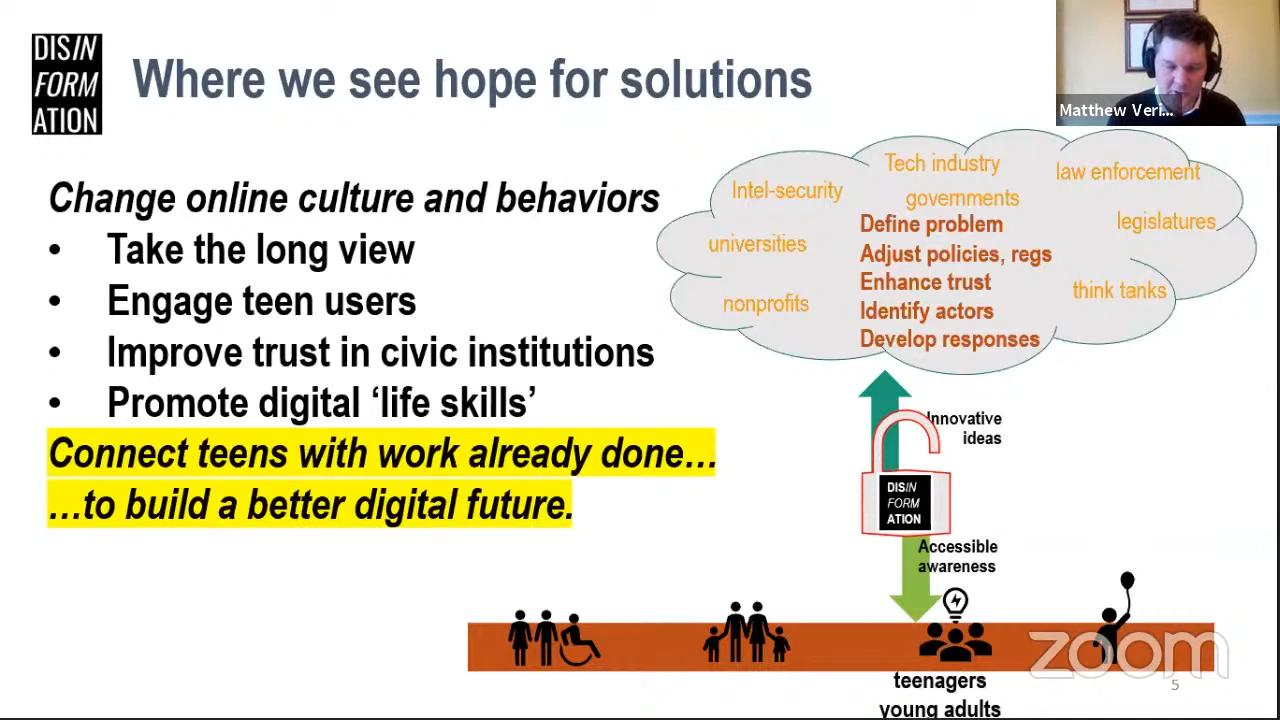 DISIN
FORM
ATION
Where we see hope for solutions
Matthew Veri...
Change online culture and behaviors
• Take the long view
• Engage teen users
• Improve trust in civic institutions
• Promote digital ‘life skills’
Connect teens with work already done…
…to build a better digital future.
Tech industry
law enforcement
Intel-security
governments
legislatures
universities
think tanks
nonprofits
Define problem
Adjust policies, regs
Enhance trust
Identify actors
Develop responses
Innovative
ideas
DISIN
FORM
ATION
Accessible
awareness
teenagers
young adults
zoom
5